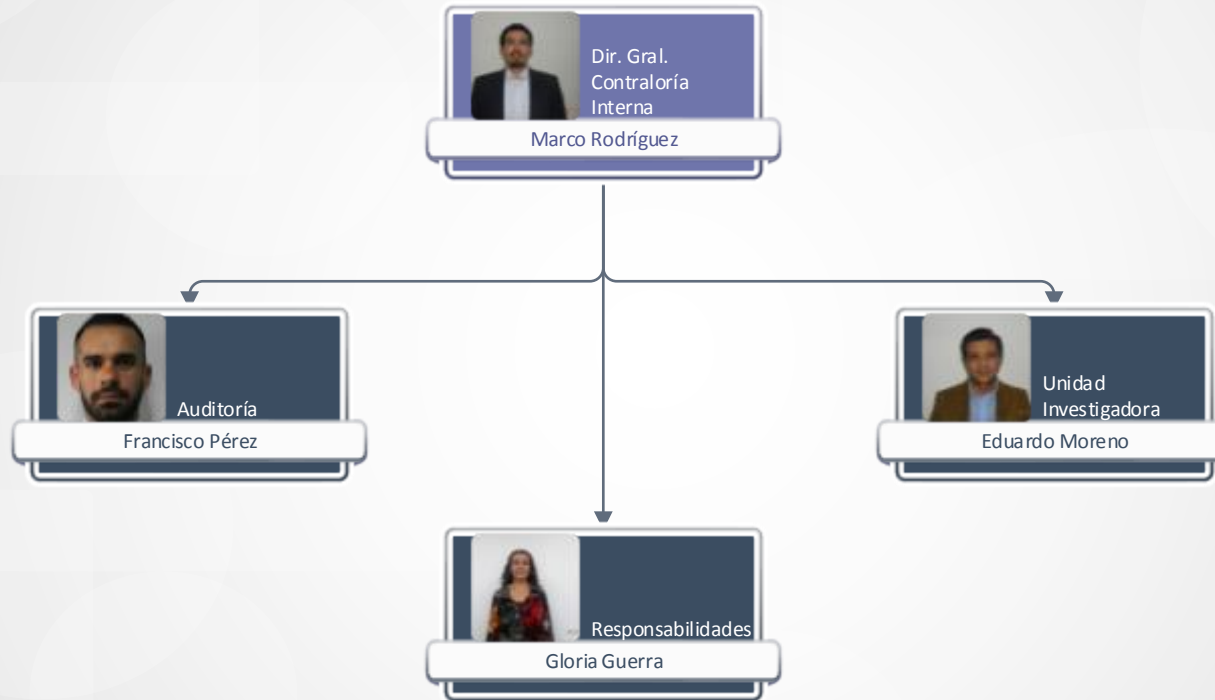 Dir. Gral.
Contraloría
Interna
Marco Rodríguez
Auditoría
Francisco Pérez
Unidad
Investigadora
Eduardo Moreno
Responsabilidades
Gloria Guerra